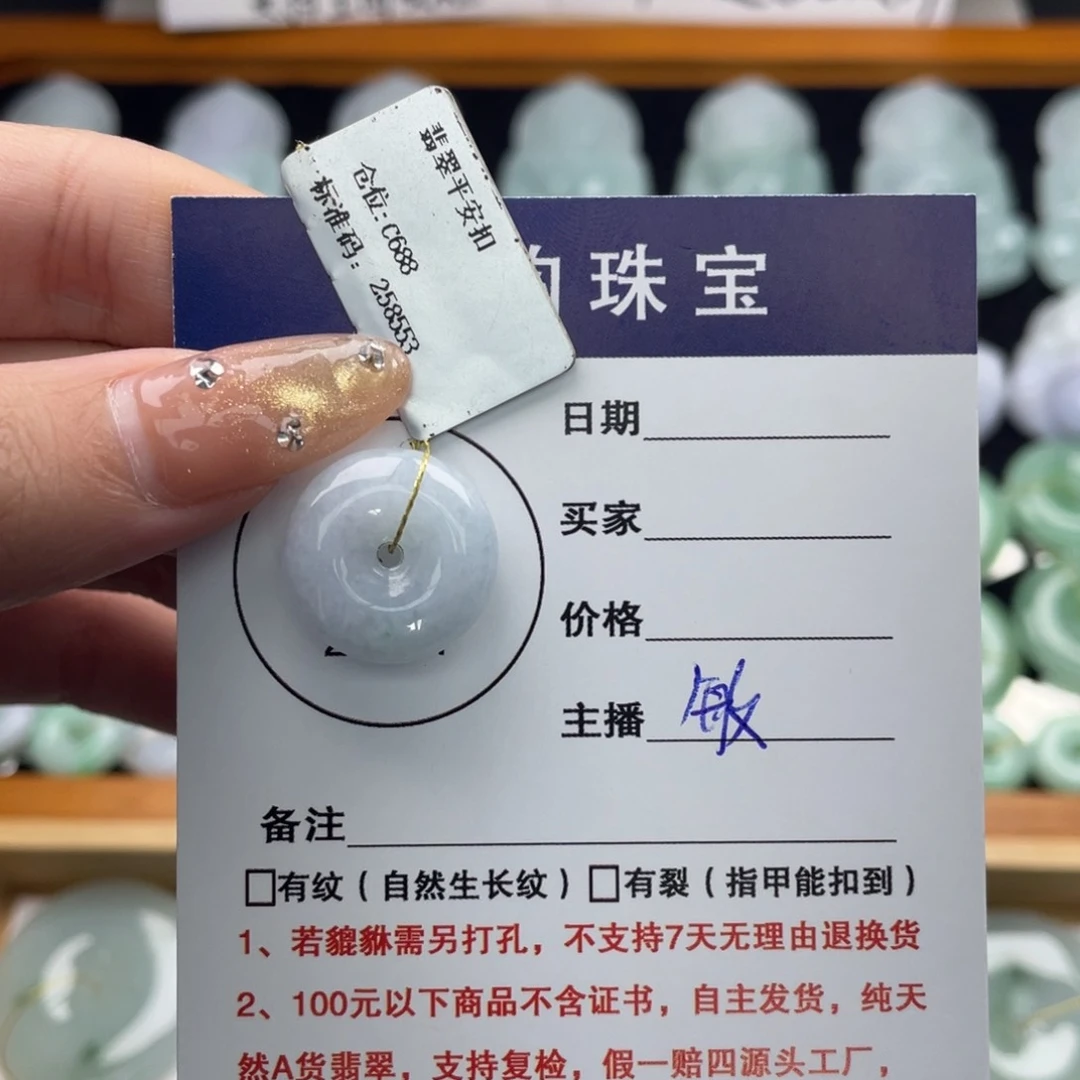 翡翠平安扣
仓位:C688
标准码: 258553
珠宝
日期
买家
价格
主播 敏
备注
□有纹(自然生长纹) □有裂(指甲能扣到)
1、若貔貅需另打孔，不支持7天无理由退换货
2、100元以下商品不含证书，自主发货，纯天
然A货翡翠，支持复检，假一赔四源头工厂，